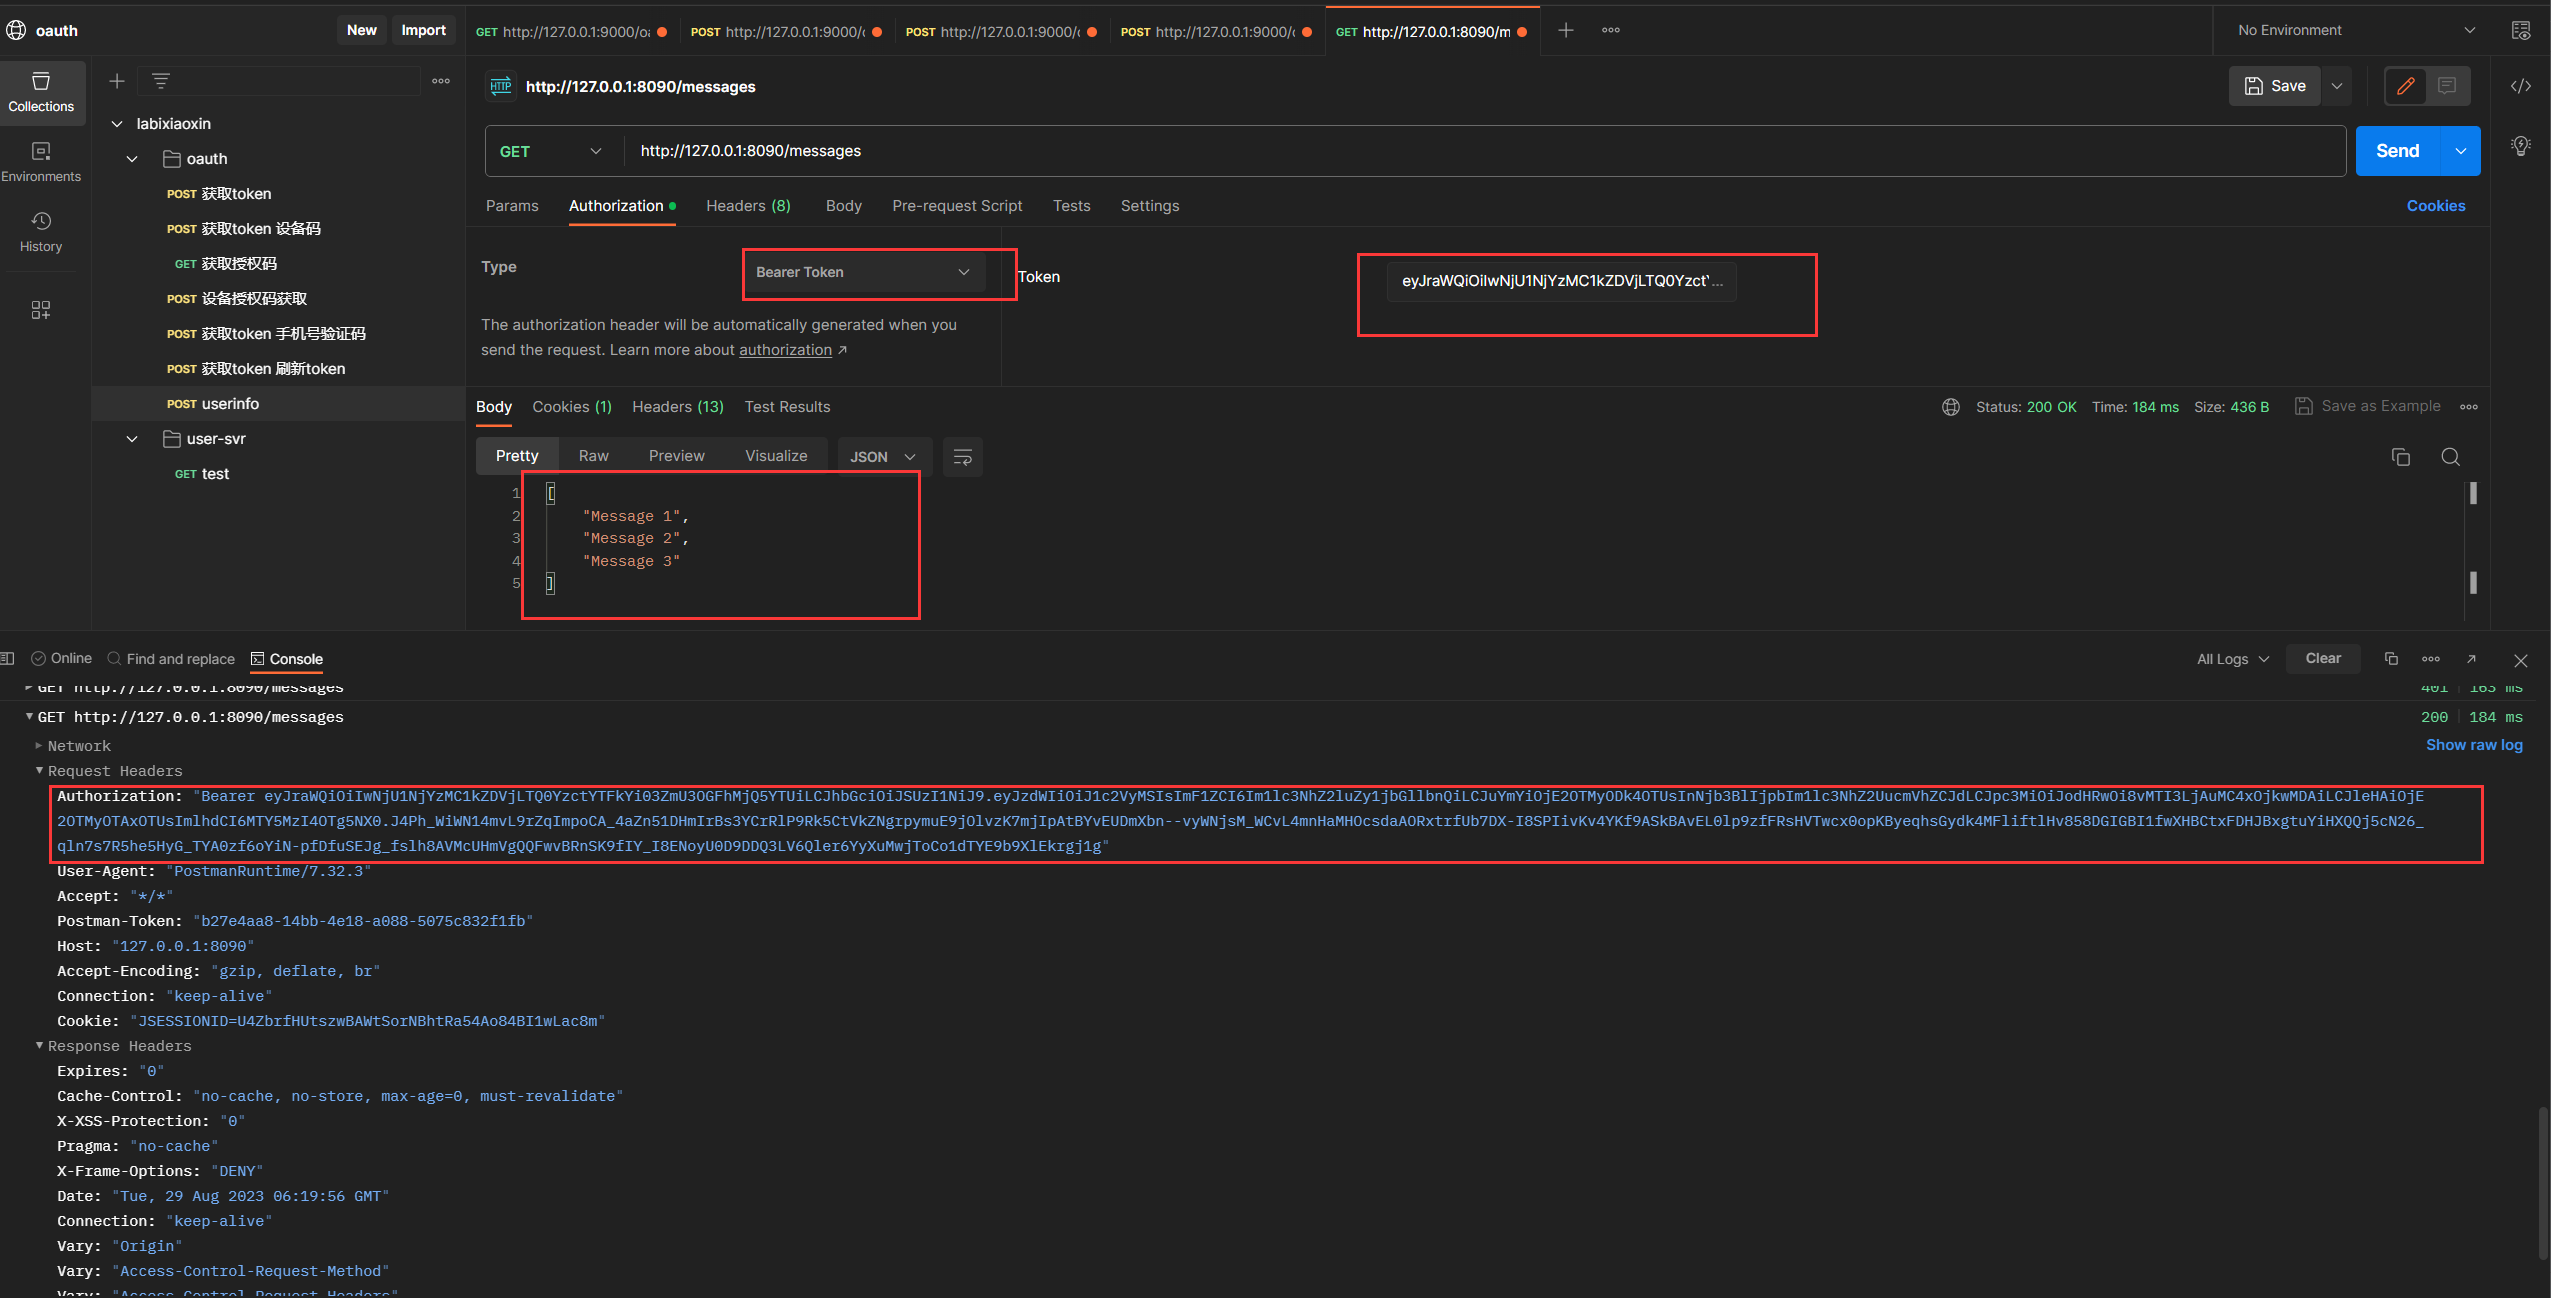 oauth
New
Import
GET http://127.0.0.1:9000/oa
POST http://127.0.0.1:9000/
POST http://127.0.0.1:9000/
POST http://127.0.0.1:9000/
GET http://127.0.0.1:8090/m
No Environment
Collections
Environments
History
labixiaoxin
oauth
POST 获取token
POST 获取token 设备码
GET 获取授权码
POST 设备授权码获取
POST 获取token 手机号验证码
POST 获取token 刷新token
POST userinfo
user-svr
GET test
HTTP http://127.0.0.1:8090/messages
Save
GET http://127.0.0.1:8090/messages
Send
Params Authorization Headers (8) Body Pre-request Script Tests Settings
Cookies
Type
Bearer Token
Token
The authorization header will be automatically generated when you
send the request. Learn more about authorization
Body Cookies (1) Headers (13) Test Results
Status: 200 OK Time: 184 ms Size: 436 B
Save as Example
Pretty Raw Preview Visualize JSON
1 [
2 "Message 1",
3 "Message 2",
4 "Message 3"
5 ]
Online Find and replace Console
All Logs Clear
GET http://127.0.0.1:8090/messages
401 163 ms
GET http://127.0.0.1:8090/messages
200 184 ms
Network
Show raw log
Request Headers
Authorization: "Bearer
User-Agent: "PostmanRuntime/7.32.3"
Accept: "*/*"
Postman-Token: "b27e4aa8-14bb-4e18-a088-5075c832f1fb"
Host: "127.0.0.1:8090"
Accept-Encoding: "gzip, deflate, br"
Connection: "keep-alive"
Cookie: "JSESSIONID=U4ZbrfHUtszwBAWtSorNBhtRa54Ao84BI1wLac8m"
Response Headers
Expires: "0"
Cache-Control: "no-cache, no-store, max-age=0, must-revalidate"
X-XSS-Protection: "0"
Pragma: "no-cache"
X-Frame-Options: "DENY"
Date: "Tue, 29 Aug 2023 06:19:56 GMT"
Connection: "keep-alive"
Vary: "Origin"
Vary: "Access-Control-Request-Method"
Vary: "Access-Control-Request-Headers"